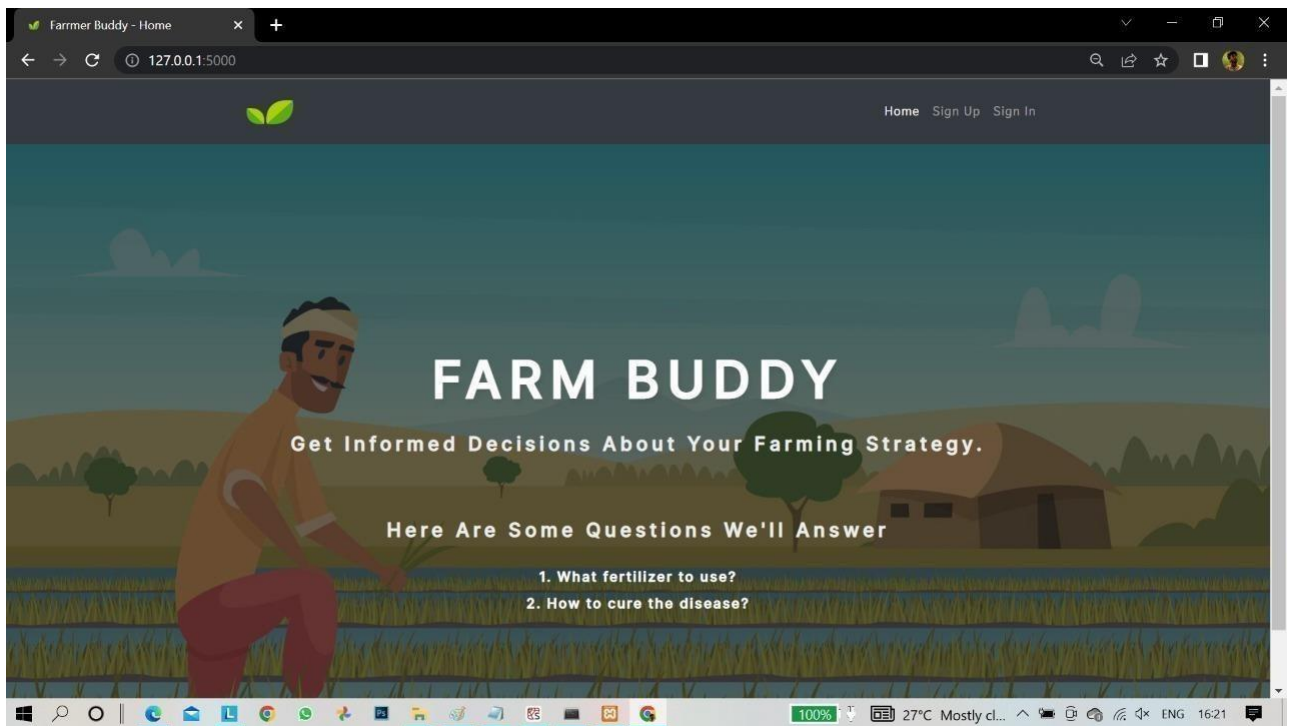 Farrmer Buddy - Home
127.0.0.1:5000
Home Sign Up Sign In
FARM BUDDY
Get Informed Decisions About Your Farming Strategy.
Here Are Some Questions We'll Answer
1. What fertilizer to use?
2. How to cure the disease?
100% 27°C Mostly cl... ENG 16:21